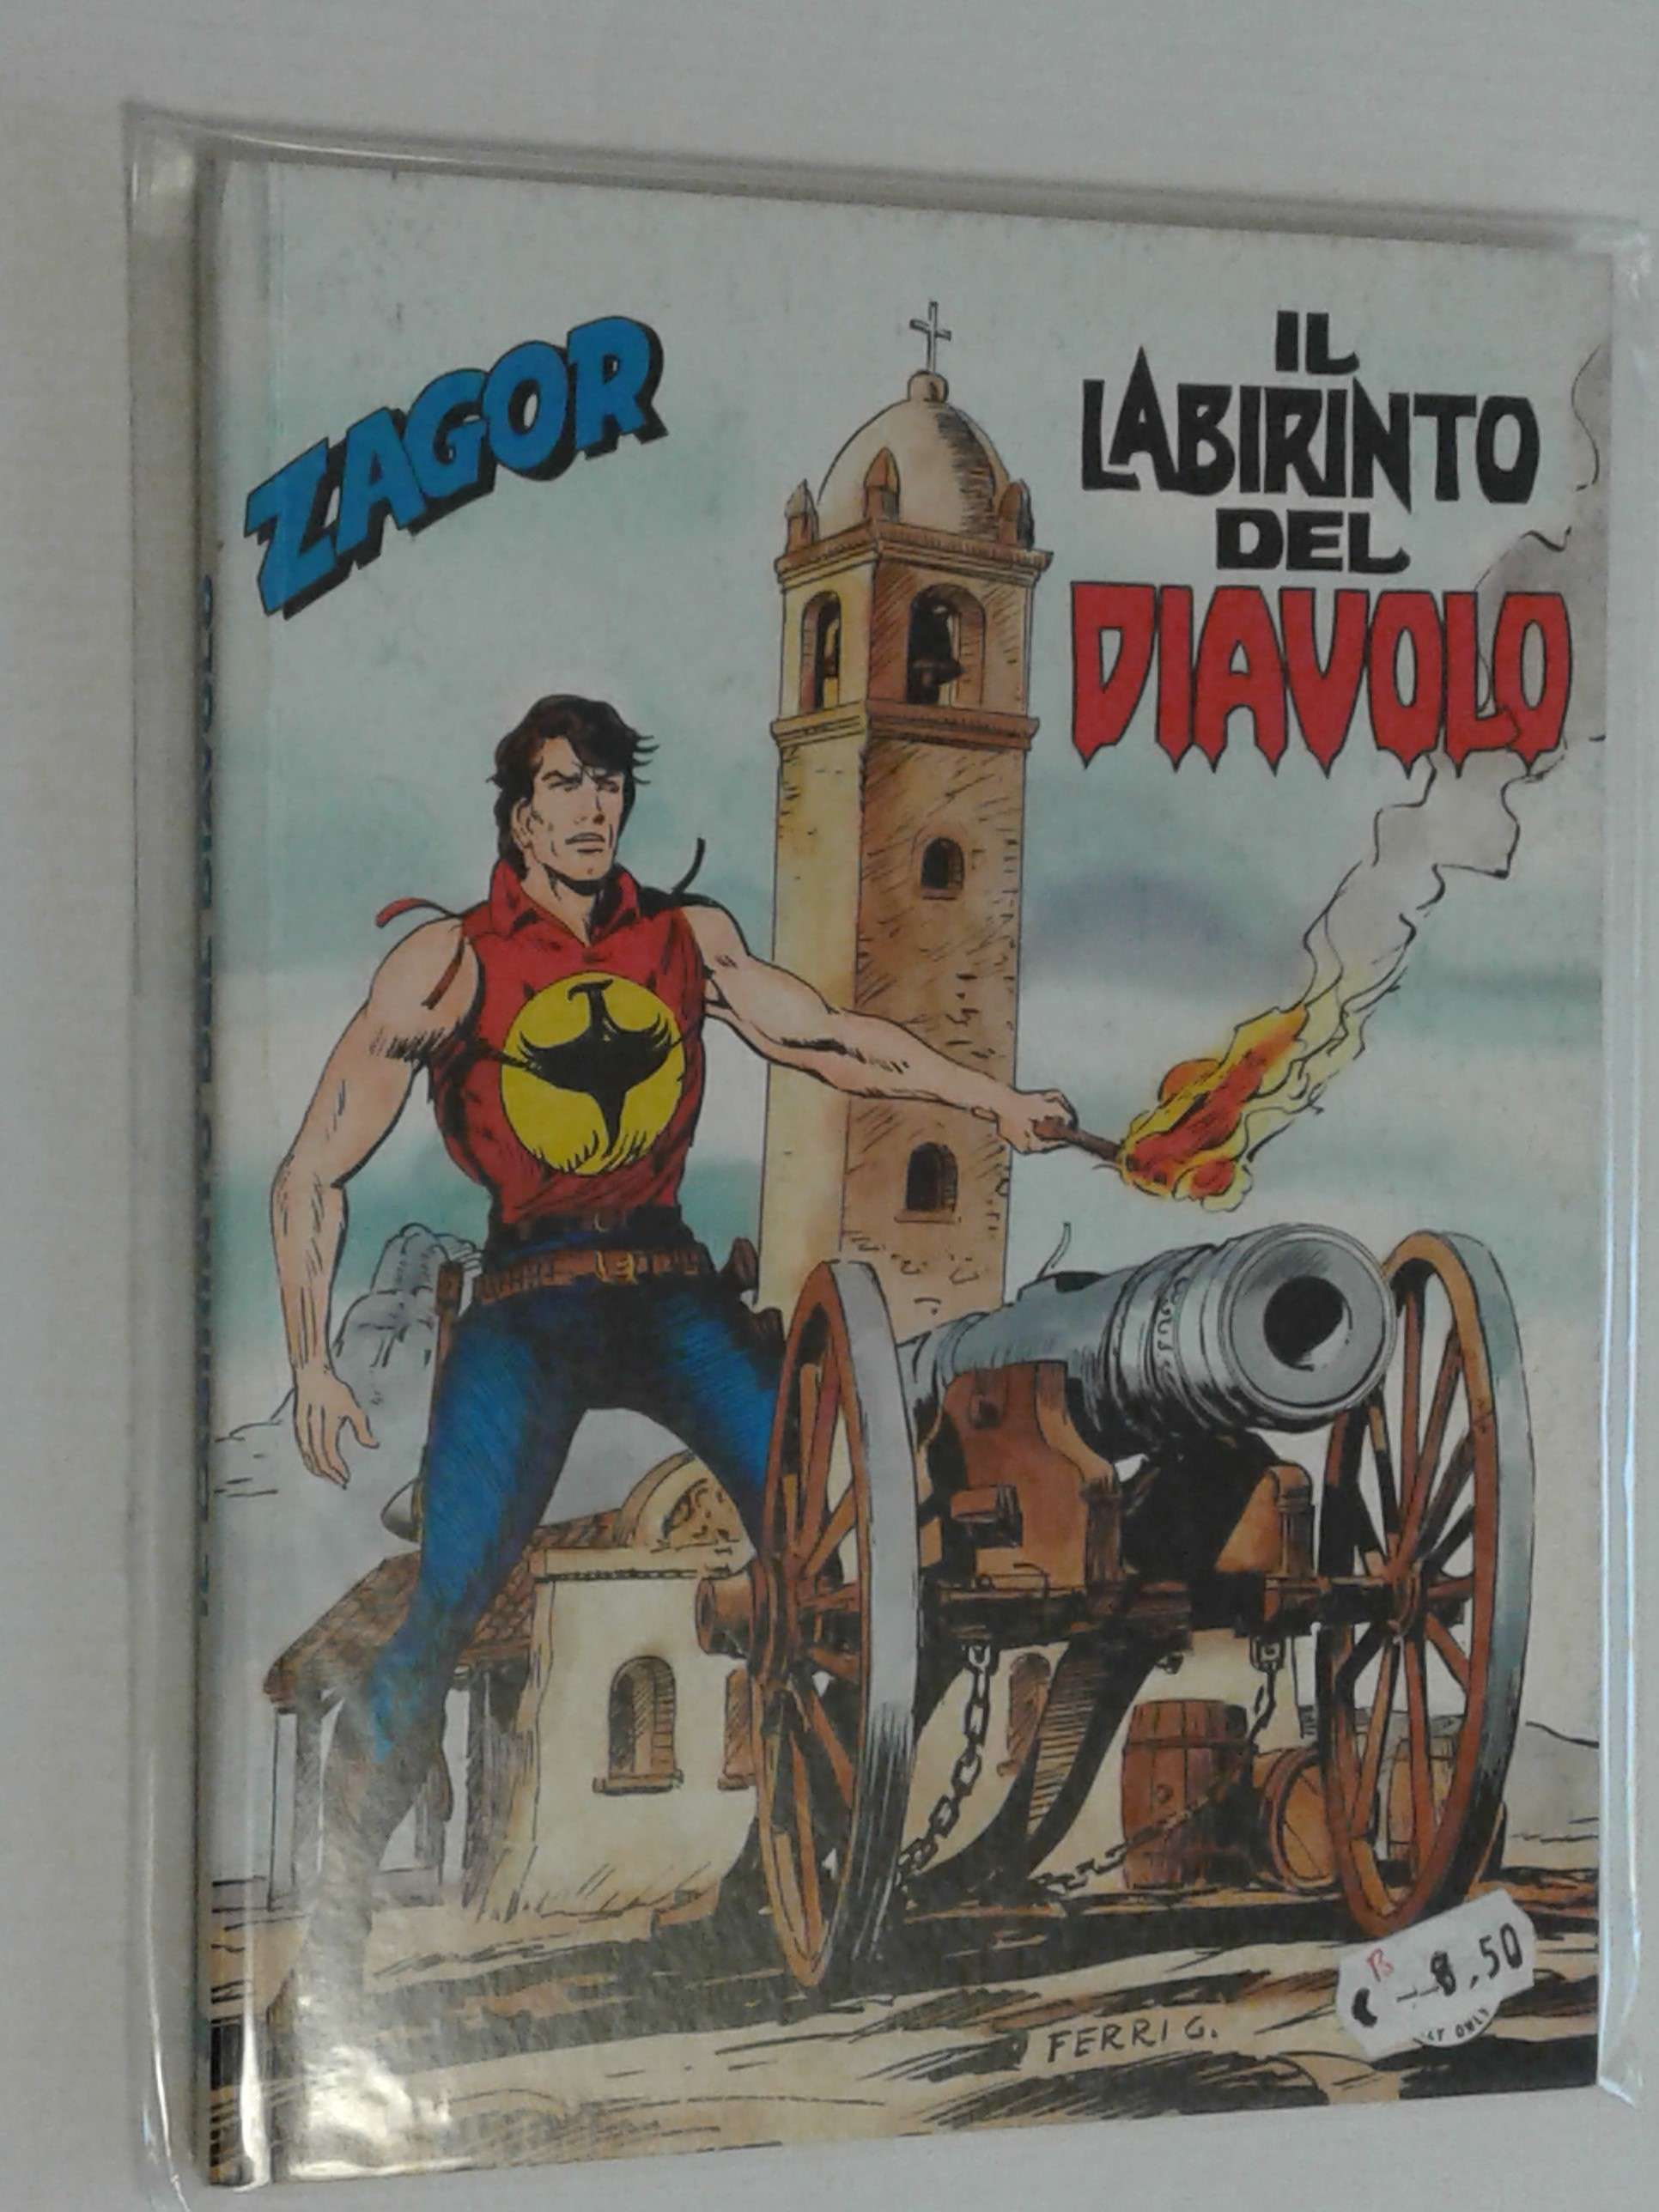 ZAGOR
IL
LABIRINTO
DEL
DIAVOLO
FERRI G.
B
8,50